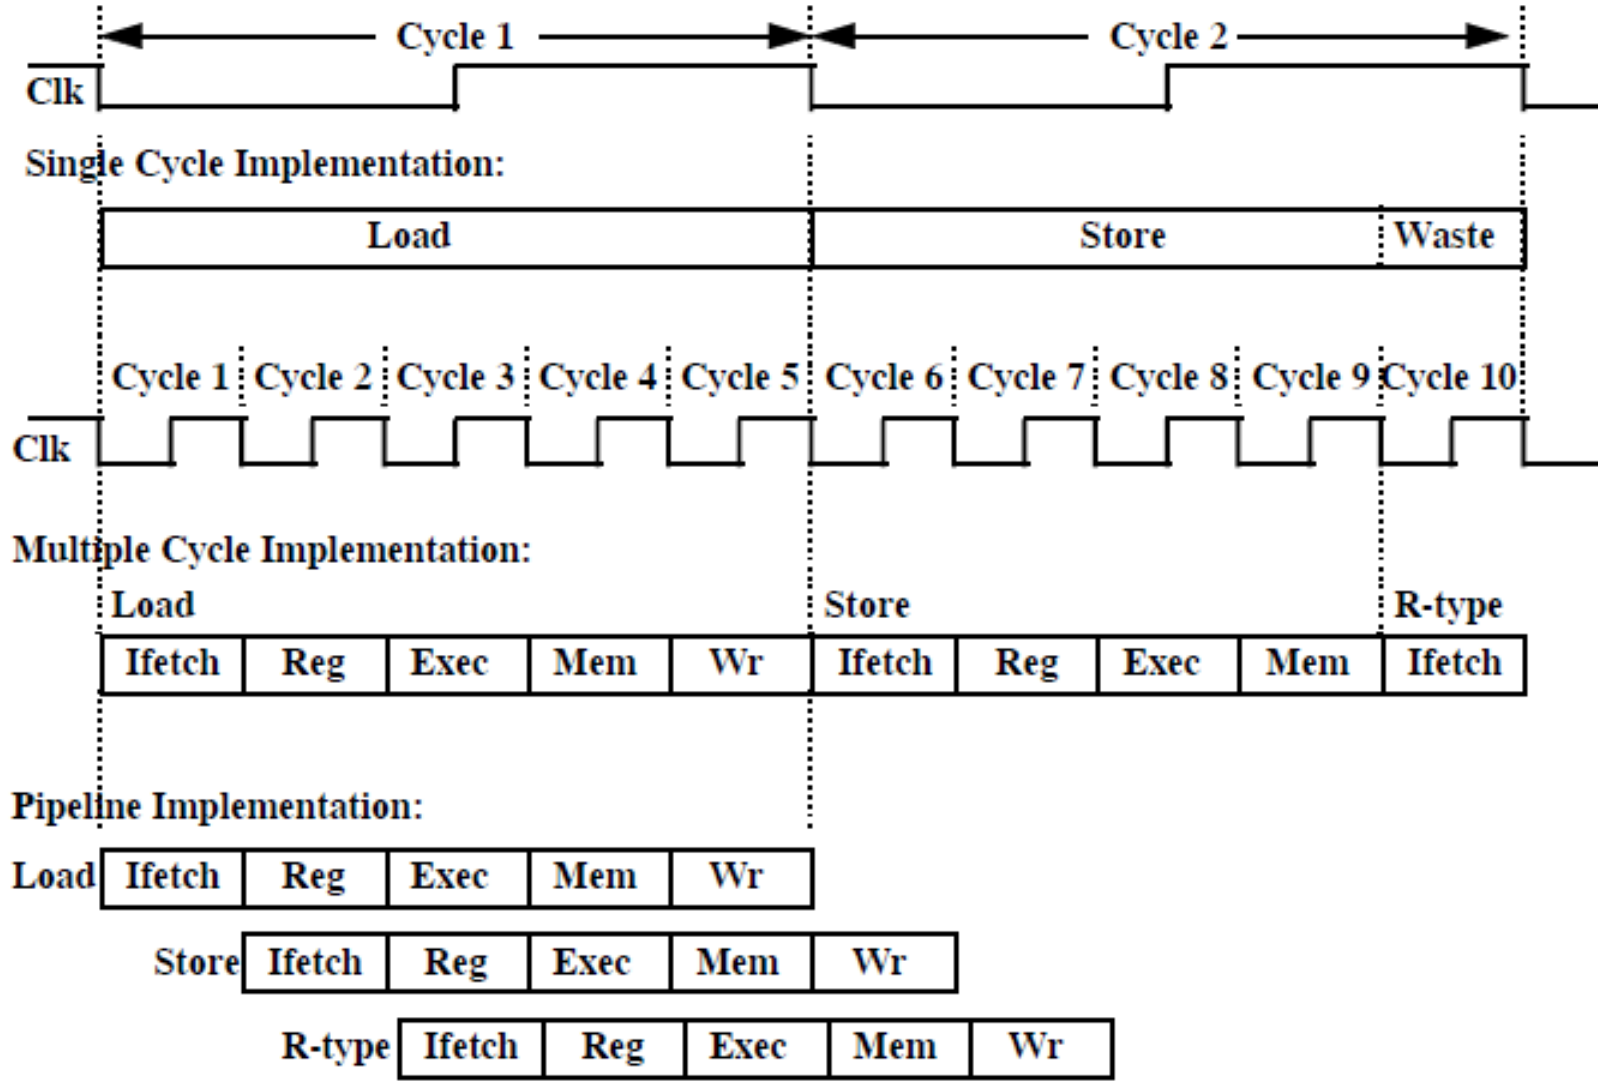 Cycle 1 Cycle 2
Clk
Single Cycle Implementation:
Load Store Waste
Cycle 1 Cycle 2 Cycle 3 Cycle 4 Cycle 5 Cycle 6 Cycle 7 Cycle 8 Cycle 9 Cycle 10
Clk
Multiple Cycle Implementation:
Load Store R-type
Ifetch Reg Exec Mem Wr Ifetch Reg Exec Mem Ifetch
Pipeline Implementation:
Load Ifetch Reg Exec Mem Wr
Store Ifetch Reg Exec Mem Wr
R-type Ifetch Reg Exec Mem Wr